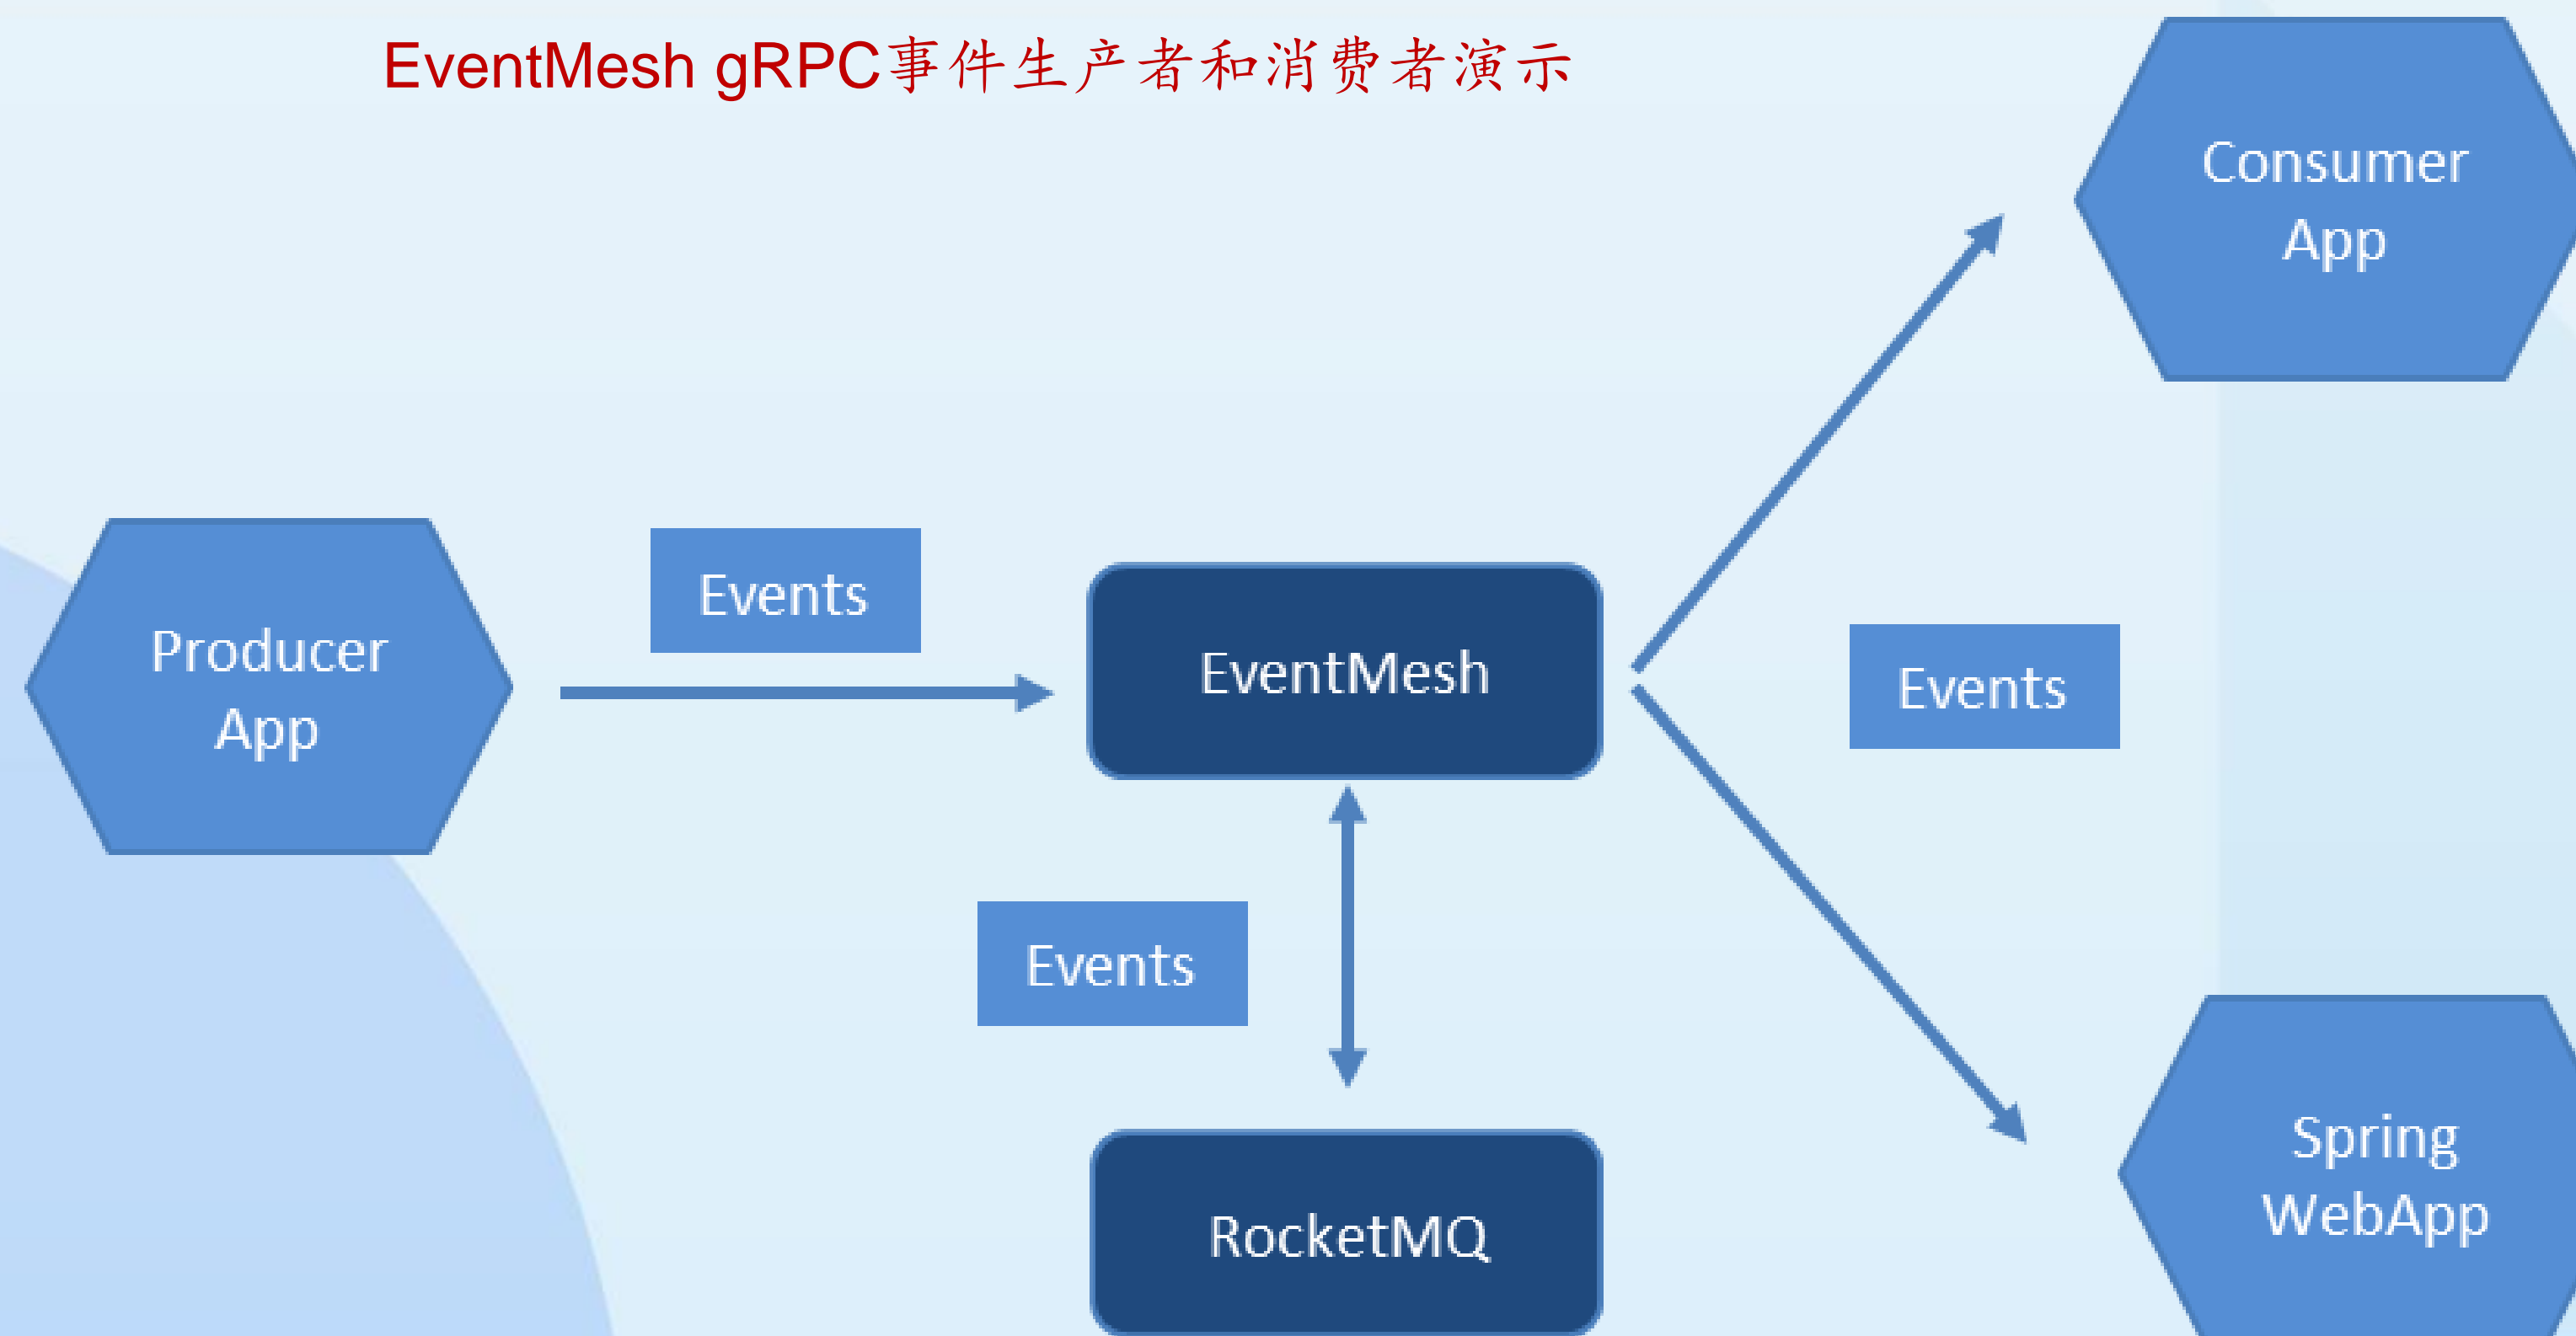 EventMesh gRPC事件生产者和消费者演示
Consumer
App
Events
Producer
App
EventMesh
Events
Events
RocketMQ
Spring
WebApp